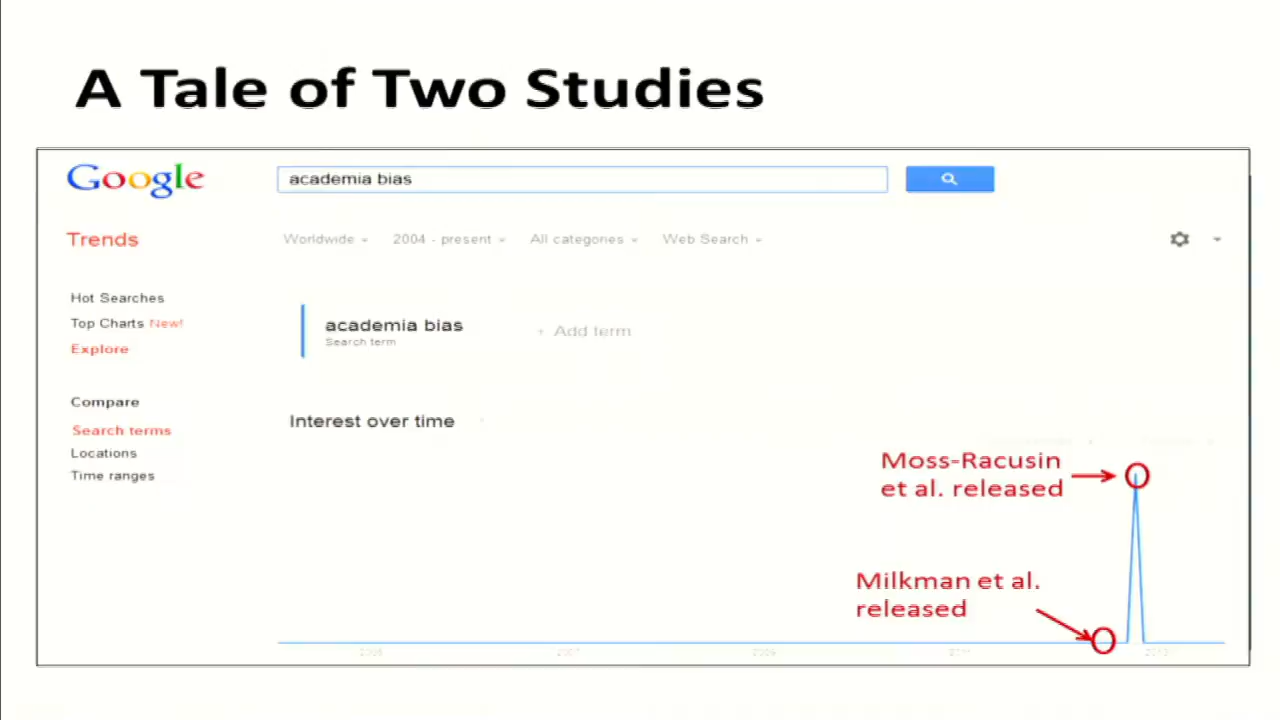 A Tale of Two Studies
Google
academia bias
Trends
Worldwide
2004 - present
All categories
Web Search
Hot Searches
Top Charts New!
Explore
academia bias
Search term
+ Add term
Compare
Search terms
Locations
Time ranges
Interest over time
Moss-Racusin
et al. released
Milkman et al.
released
2007
2009